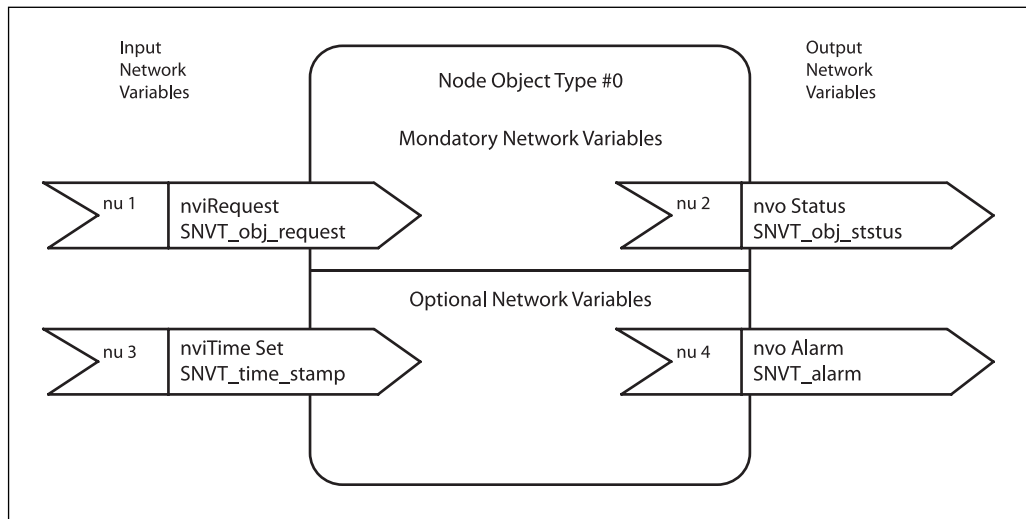 Input
Network
Variables
Output
Network
Variables
Node Object Type #0
Mondatory Network Variables
nu 1
nviRequest
SNVT_obj_request
nu 2
nvo Status
SNVT_obj_ststus
Optional Network Variables
nu 3
nviTime Set
SNVT_time_stamp
nu 4
nvo Alarm
SNVT_alarm